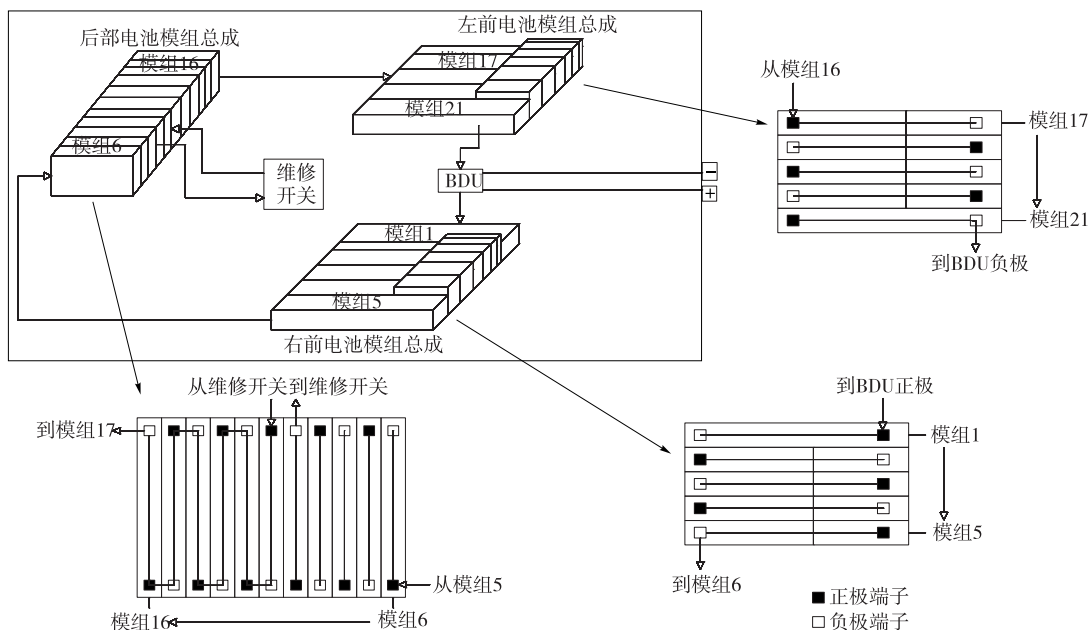 左前电池模组总成
后部电池模组总成
模组16
模组17
模组21
模组6
维修
开关
BDU
−
+
模组1
模组5
右前电池模组总成
从模组16
模组17
模组21
到BDU负极
从维修开关到维修开关
到模组17
从模组5
模组16
模组6
到BDU正极
模组1
模组5
到模组6
正极端子
负极端子